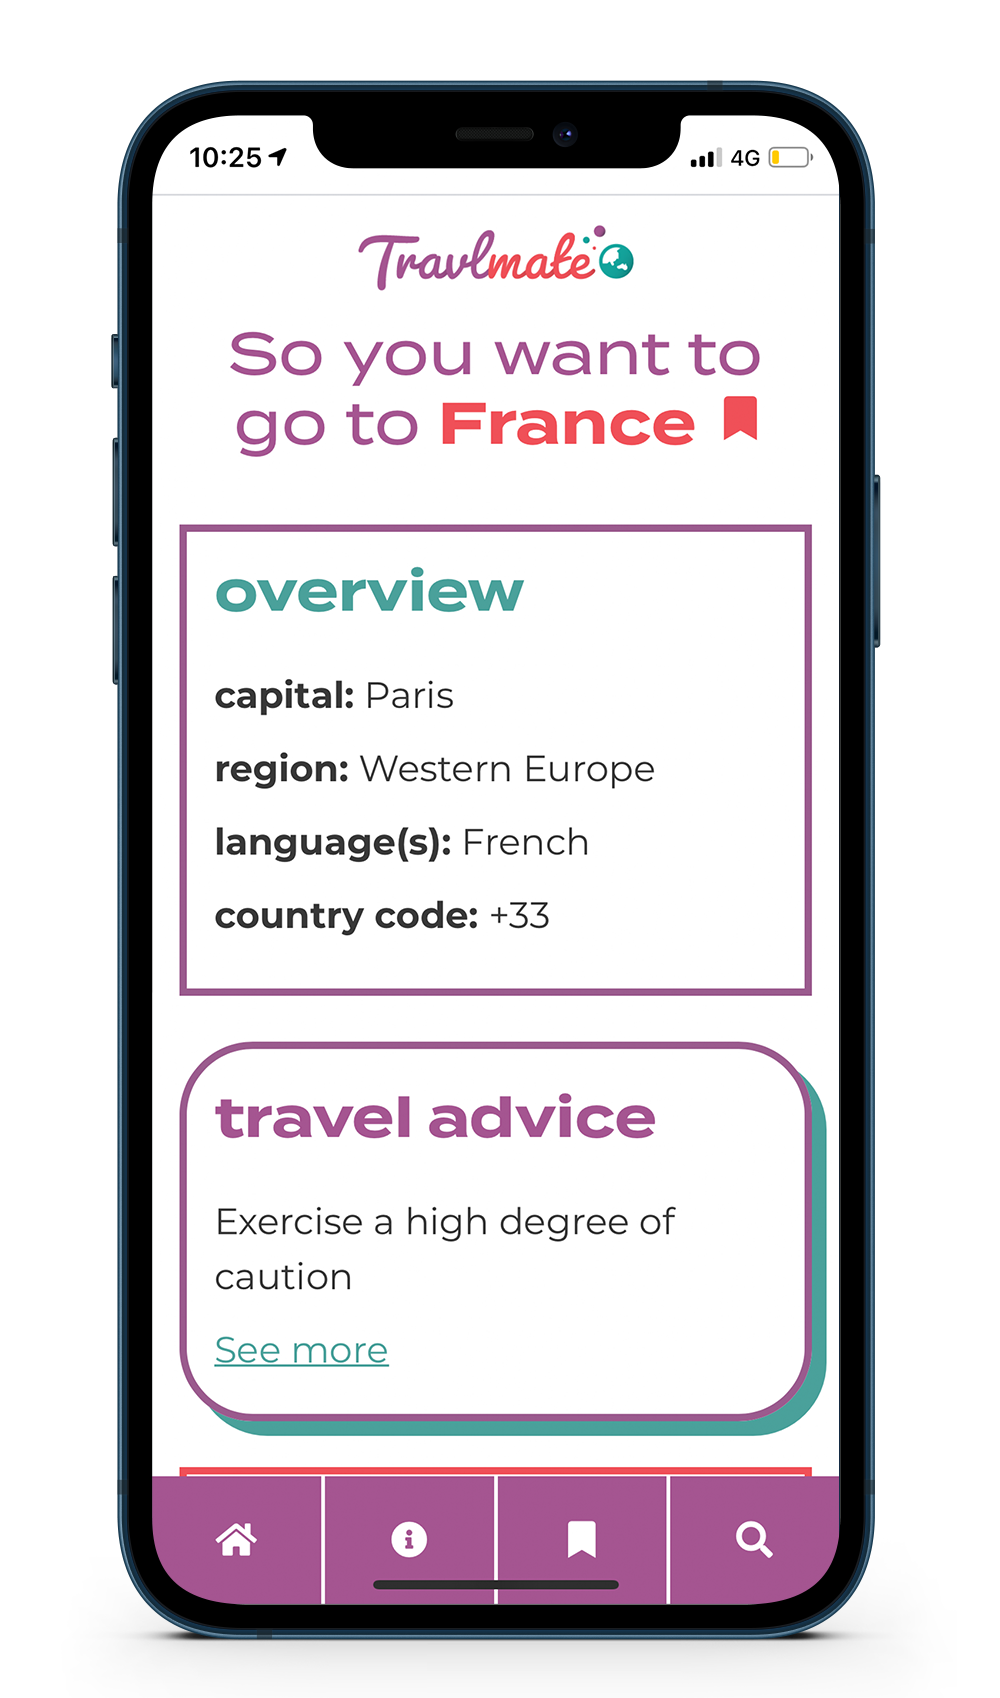 10:25 4G
Travlmate
So you want to
go to France
overview
capital: Paris
region: Western Europe
language(s): French
country code: +33
travel advice
Exercise a high degree of
caution
See more